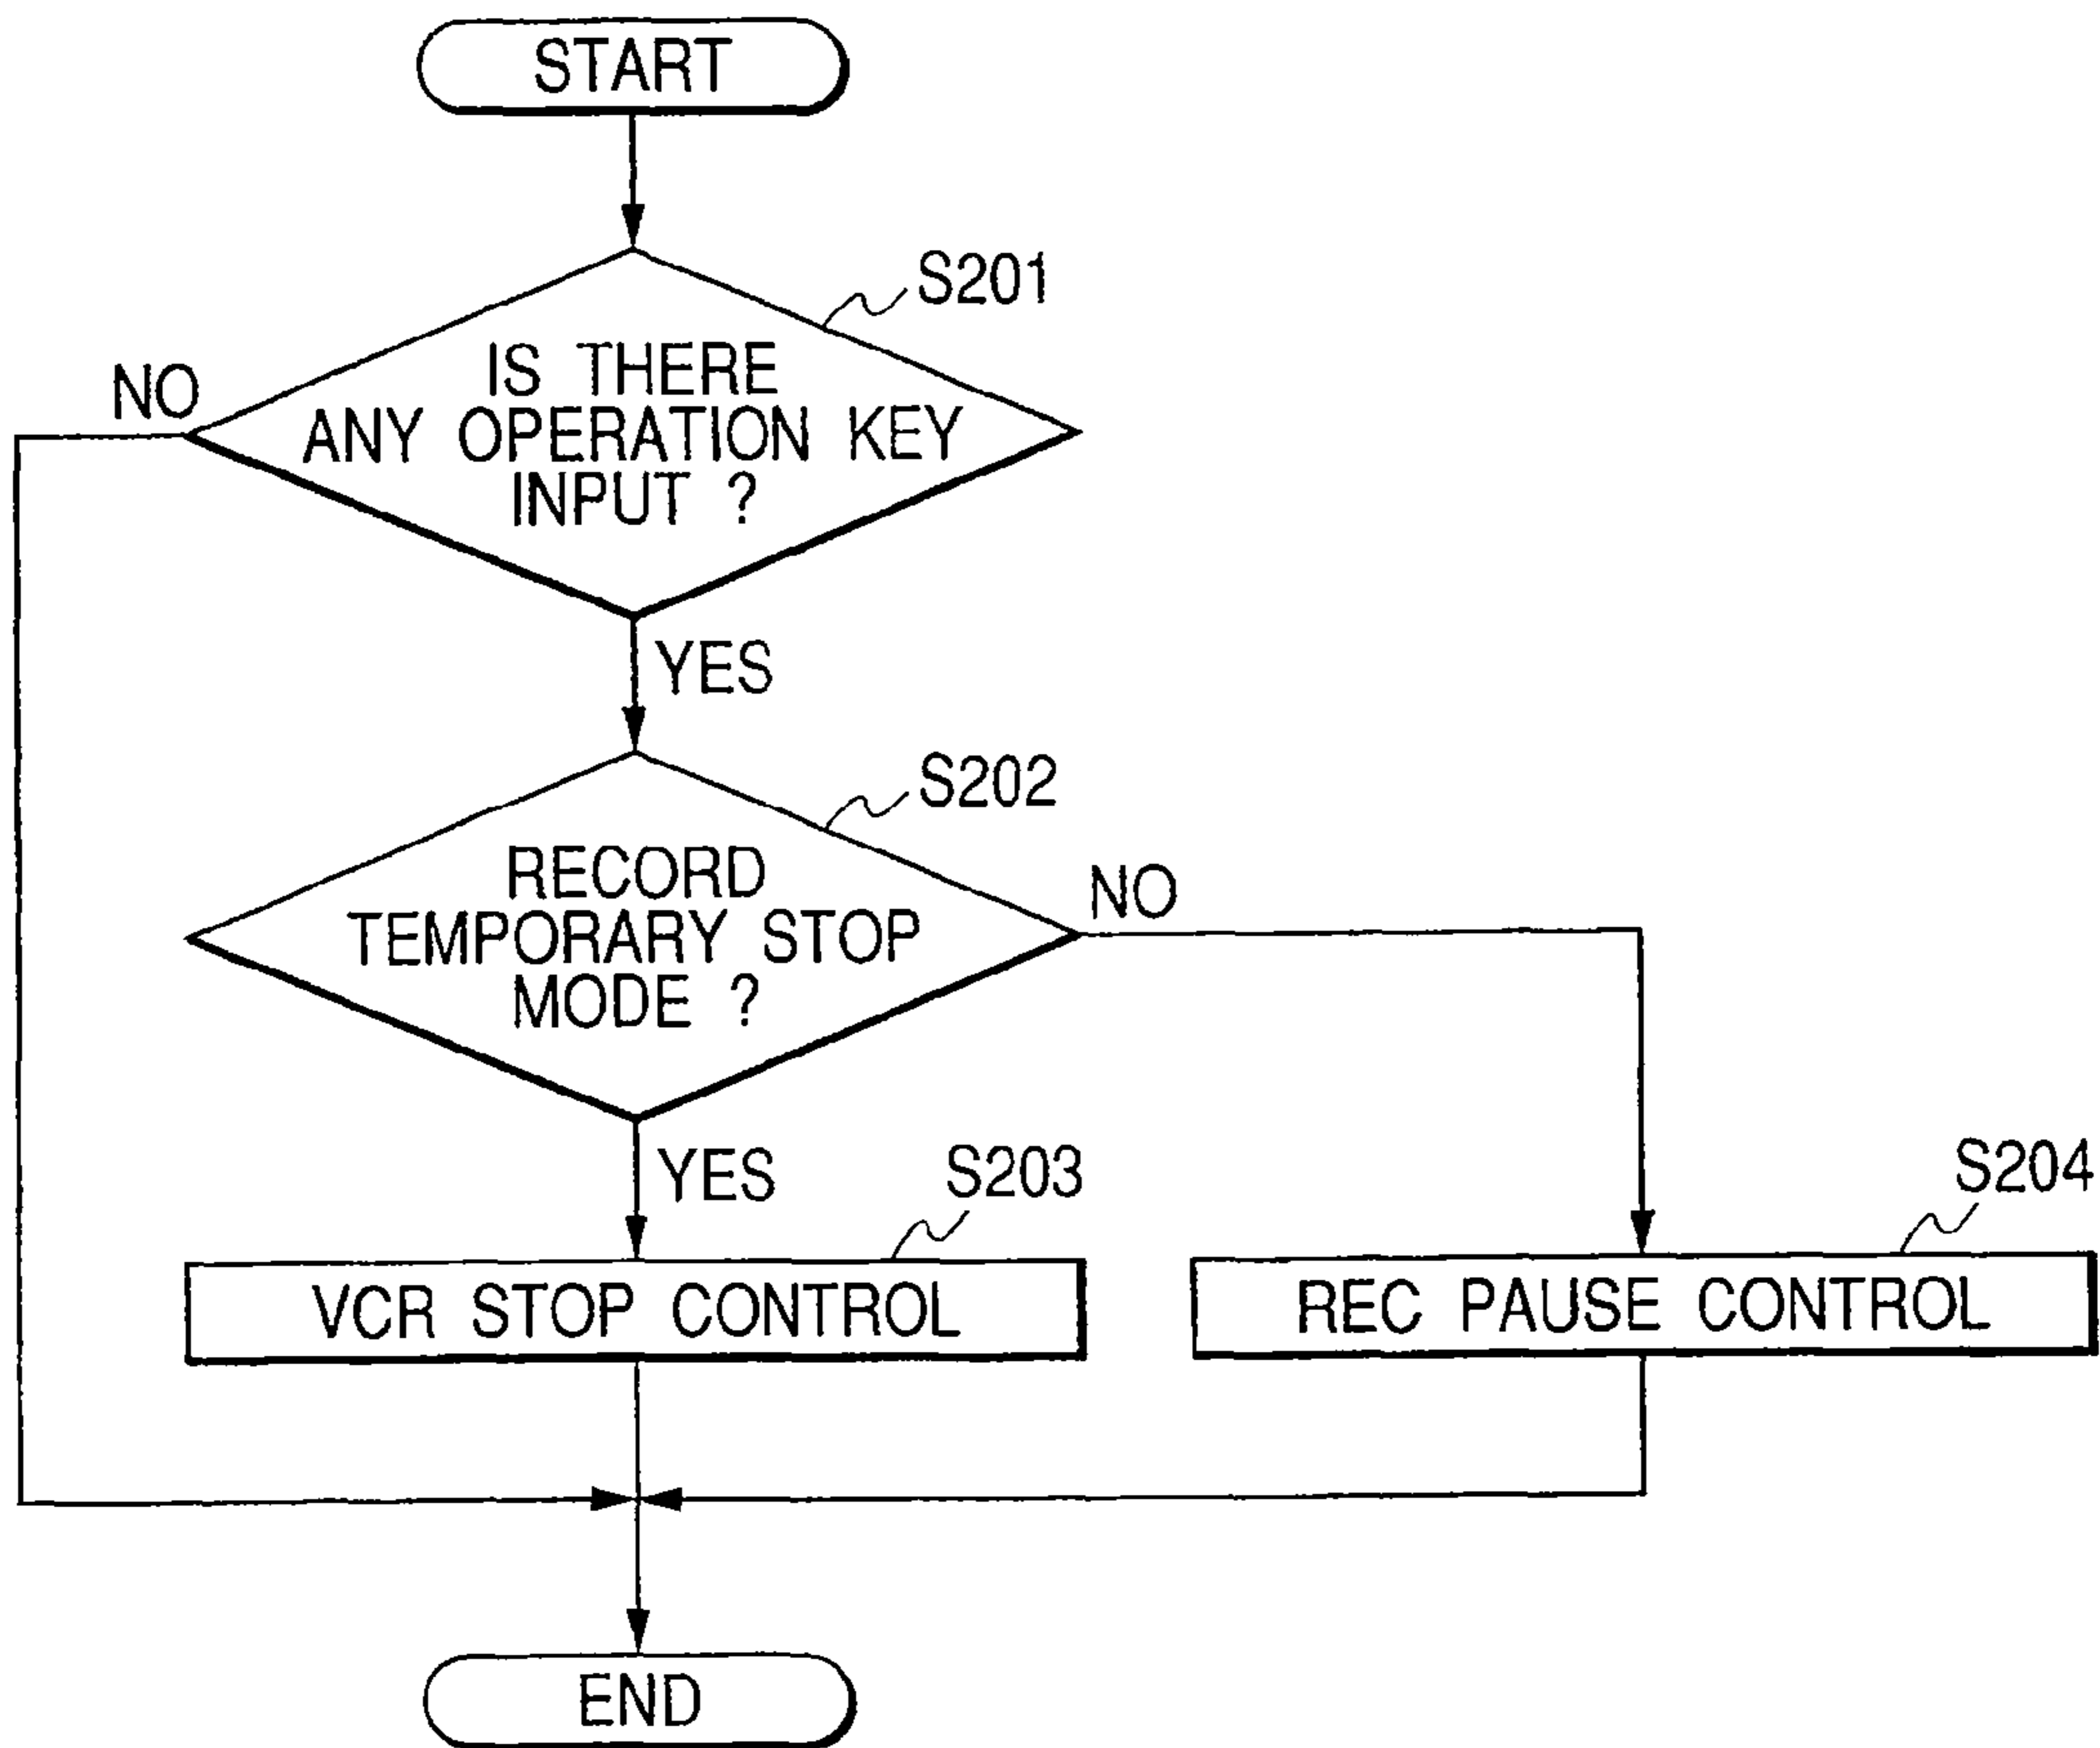 START
S201
IS THERE
ANY OPERATION KEY
INPUT ?
NO
YES
S202
RECORD
TEMPORARY STOP
MODE ?
NO
YES
S203
VCR STOP CONTROL
S204
REC PAUSE CONTROL
END